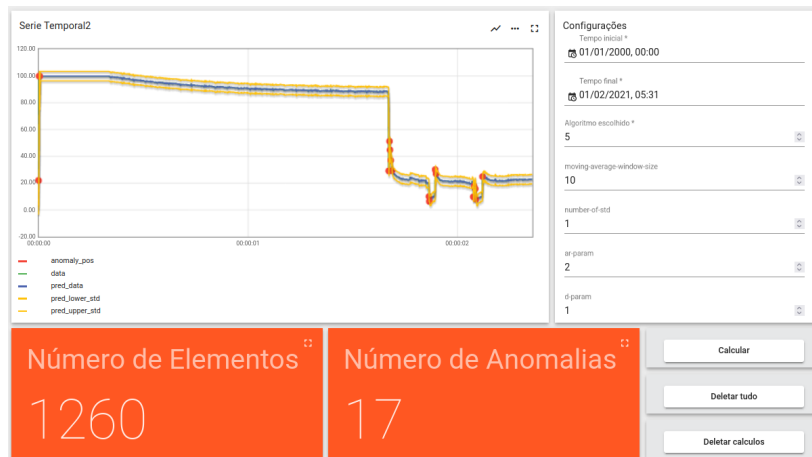 Serie Temporal2
120.00
100.00
80.00
60.00
40.00
20.00
0.00
-20.00
00:00:00
00:00:01
00:00:02
anomaly_pos
data
pred_data
pred_lower_std
pred_upper_std
Configurações
Tempo inicial *
01/01/2000, 00:00
Tempo final *
01/02/2021, 05:31
Algoritmo escolhido *
5
moving-average-window-size
10
number-of-std
1
ar-param
2
d-param
1
Número de Elementos
1260
Número de Anomalias
17
Calcular
Deletar tudo
Deletar calculos